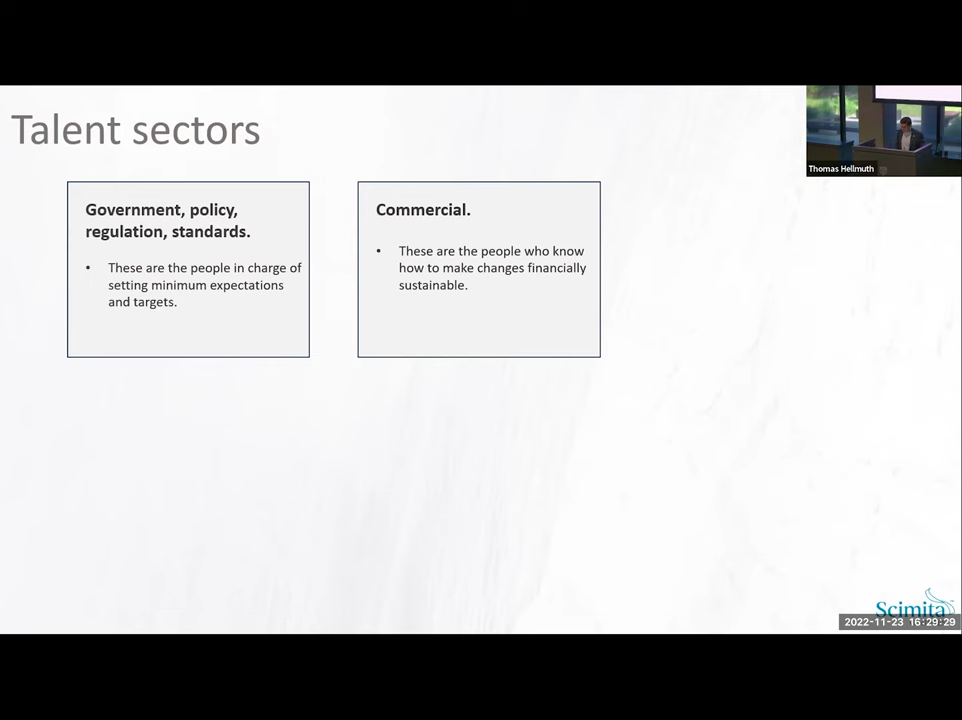 Talent sectors
Thomas Hellmuth
Government, policy,
regulation, standards.
• These are the people in charge of
setting minimum expectations
and targets.
Commercial.
• These are the people who know
how to make changes financially
sustainable.
Scimita
2022-11-23 16:29:29